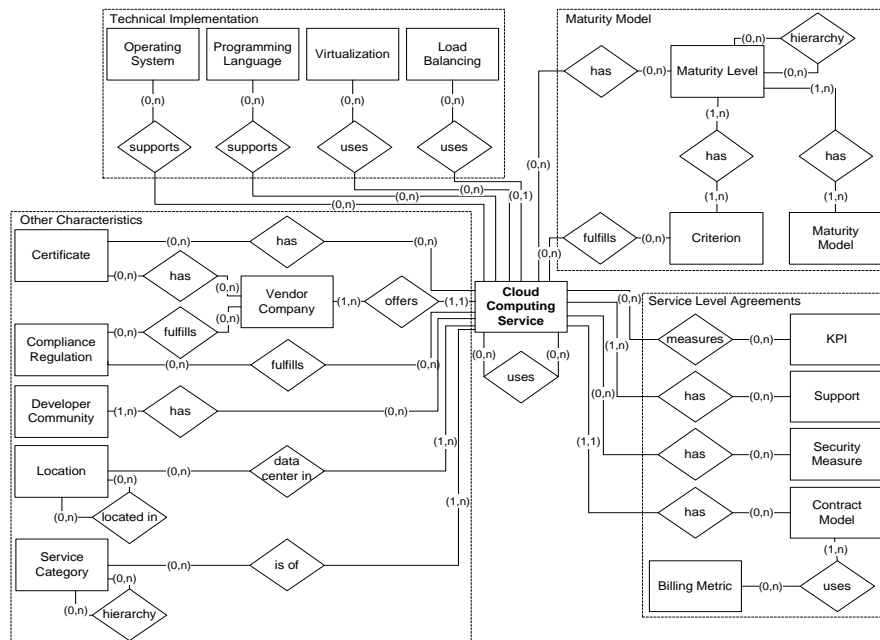 Technical Implementation
Operating
System
Programming
Language
Virtualization
Load
Balancing
(0,n)
(0,n)
(0,n)
(0,n)
supports
supports
uses
uses
(0,n)
(0,n)
(0,n)
(0,1)
Maturity Model
(0,n)
hierarchy
has
(0,n)
Maturity Level
(0,n)
(1,n)
(1,n)
(0,n)
has
has
(1,n)
(1,n)
fulfills
(0,n)
Criterion
Maturity
Model
(0,n)
Other Characteristics
Certificate
(0,n)
has
(0,n)
(0,n)
has
(0,n)
Vendor
Company
(1,n)
offers
(1,1)
Compliance
Regulation
(0,n)
fulfills
(0,n)
(0,n)
fulfills
(0,n)
Developer
Community
(1,n)
has
(0,n)
Location
(0,n)
data
center in
(1,n)
(0,n)
(0,n)
located in
Service
Category
(0,n)
is of
(1,n)
(0,n)
(0,n)
hierarchy
Cloud
Computing
Service
(0,n)
(0,n)
uses
Service Level Agreements
(0,n)
measures
(0,n)
KPI
(1,n)
has
(0,n)
Support
(0,n)
has
(0,n)
Security
Measure
(1,1)
has
(0,n)
Contract
Model
(1,n)
Billing Metric
(0,n)
uses